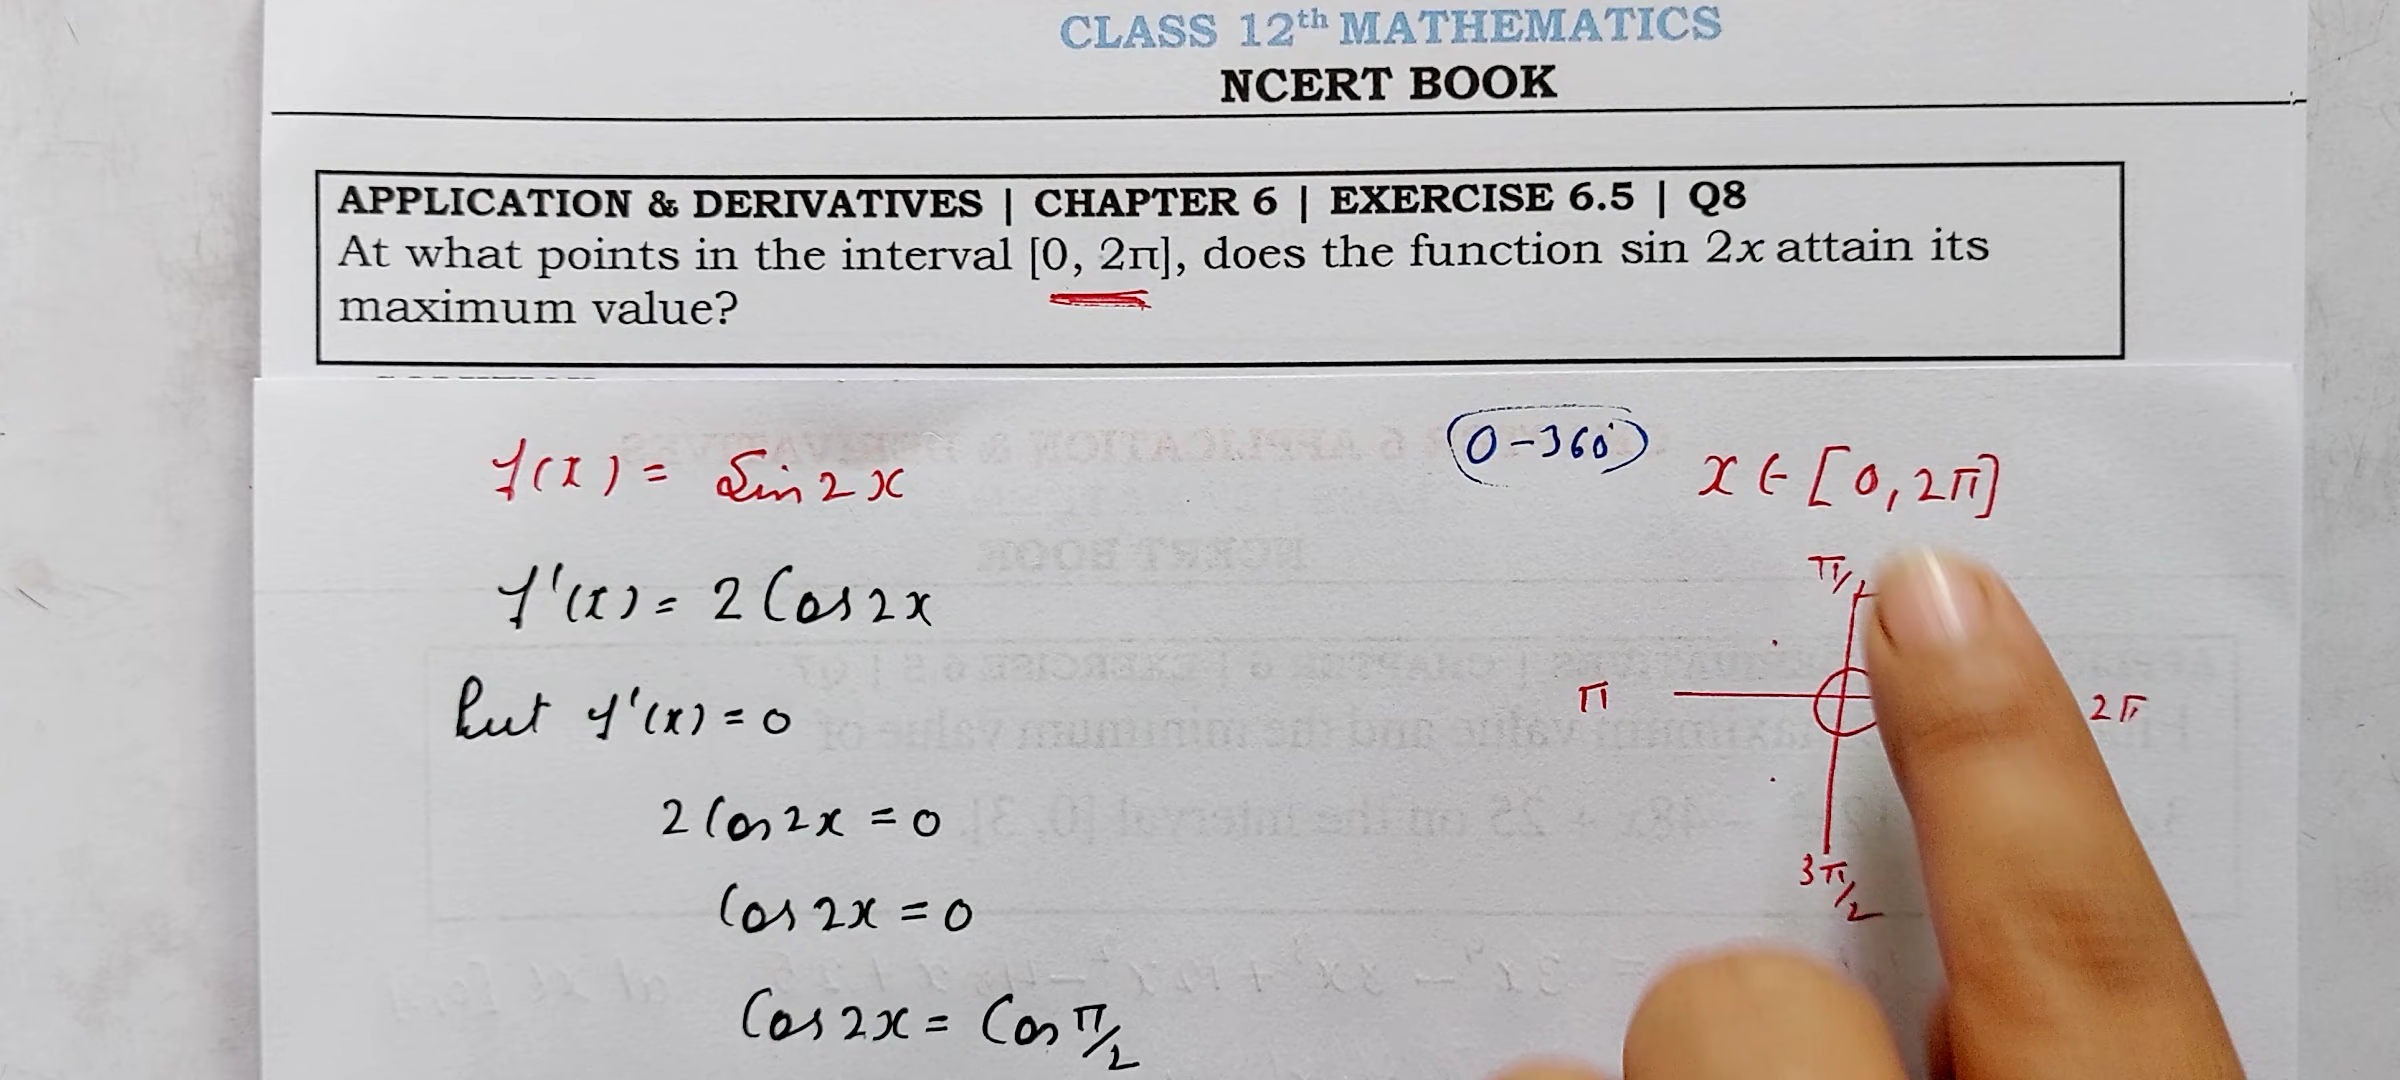 CLASS 12th MATHEMATICS
NCERT BOOK
APPLICATION & DERIVATIVES | CHAPTER 6 | EXERCISE 6.5 | Q8
At what points in the interval [0, 2π], does the function sin 2x attain its
maximum value?
f(x) = Sin 2x
0-360°
x ∈ [0, 2π]
f'(x) = 2 Cos 2x
π/
Put f'(x) = 0
π
2π
2 Cos 2x = 0
3π/2
Cos 2x = 0
Cos 2x = Cos π/2